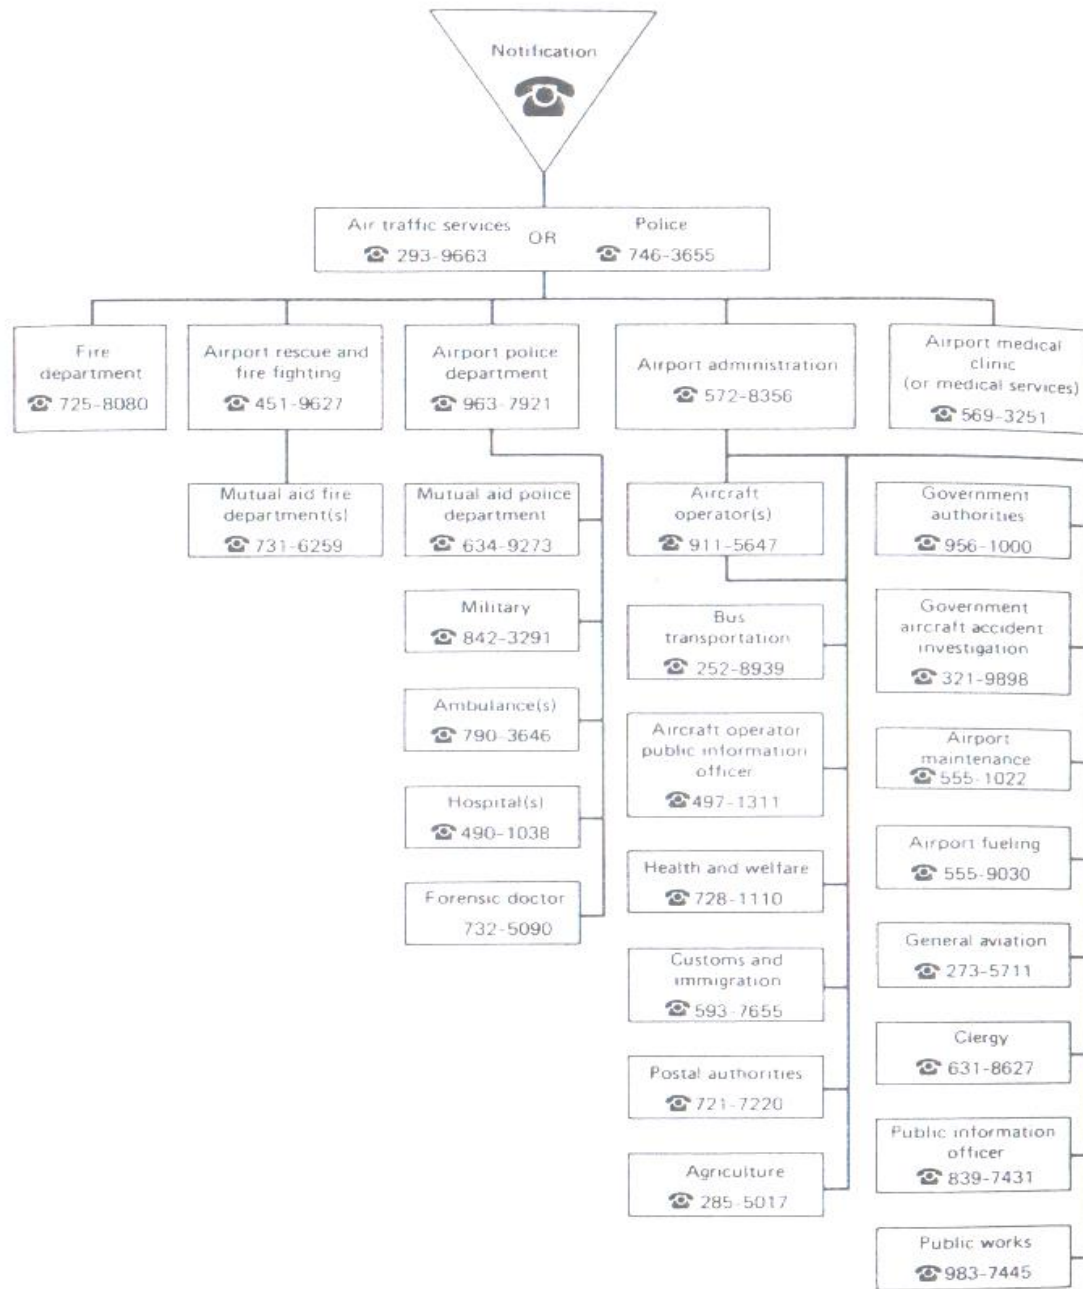 Notification
Air traffic services
☎ 293-9663
OR
Police
☎ 746-3655
Fire
department
☎ 725-8080
Airport rescue and
fire fighting
☎ 451-9627
Airport police
department
☎ 963-7921
Airport administration
☎ 572-8356
Airport medical
clinic
(or medical services)
☎ 569-3251
Mutual aid fire
department(s)
☎ 731-6259
Mutual aid police
department
☎ 634-9273
Military
☎ 842-3291
Ambulance(s)
☎ 790-3646
Hospital(s)
☎ 490-1038
Forensic doctor
732-5090
Aircraft
operator(s)
☎ 911-5647
Bus
transportation
☎ 252-8939
Aircraft operator
public information
officer
☎ 497-1311
Health and welfare
☎ 728-1110
Customs and
immigration
☎ 593-7655
Postal authorities
☎ 721-7220
Agriculture
☎ 285-5017
Government
authorities
☎ 956-1000
Government
aircraft accident
investigation
☎ 321-9898
Airport
maintenance
☎ 555-1022
Airport fueling
☎ 555-9030
General aviation
☎ 273-5711
Clergy
☎ 631-8627
Public information
officer
☎ 839-7431
Public works
☎ 983-7445